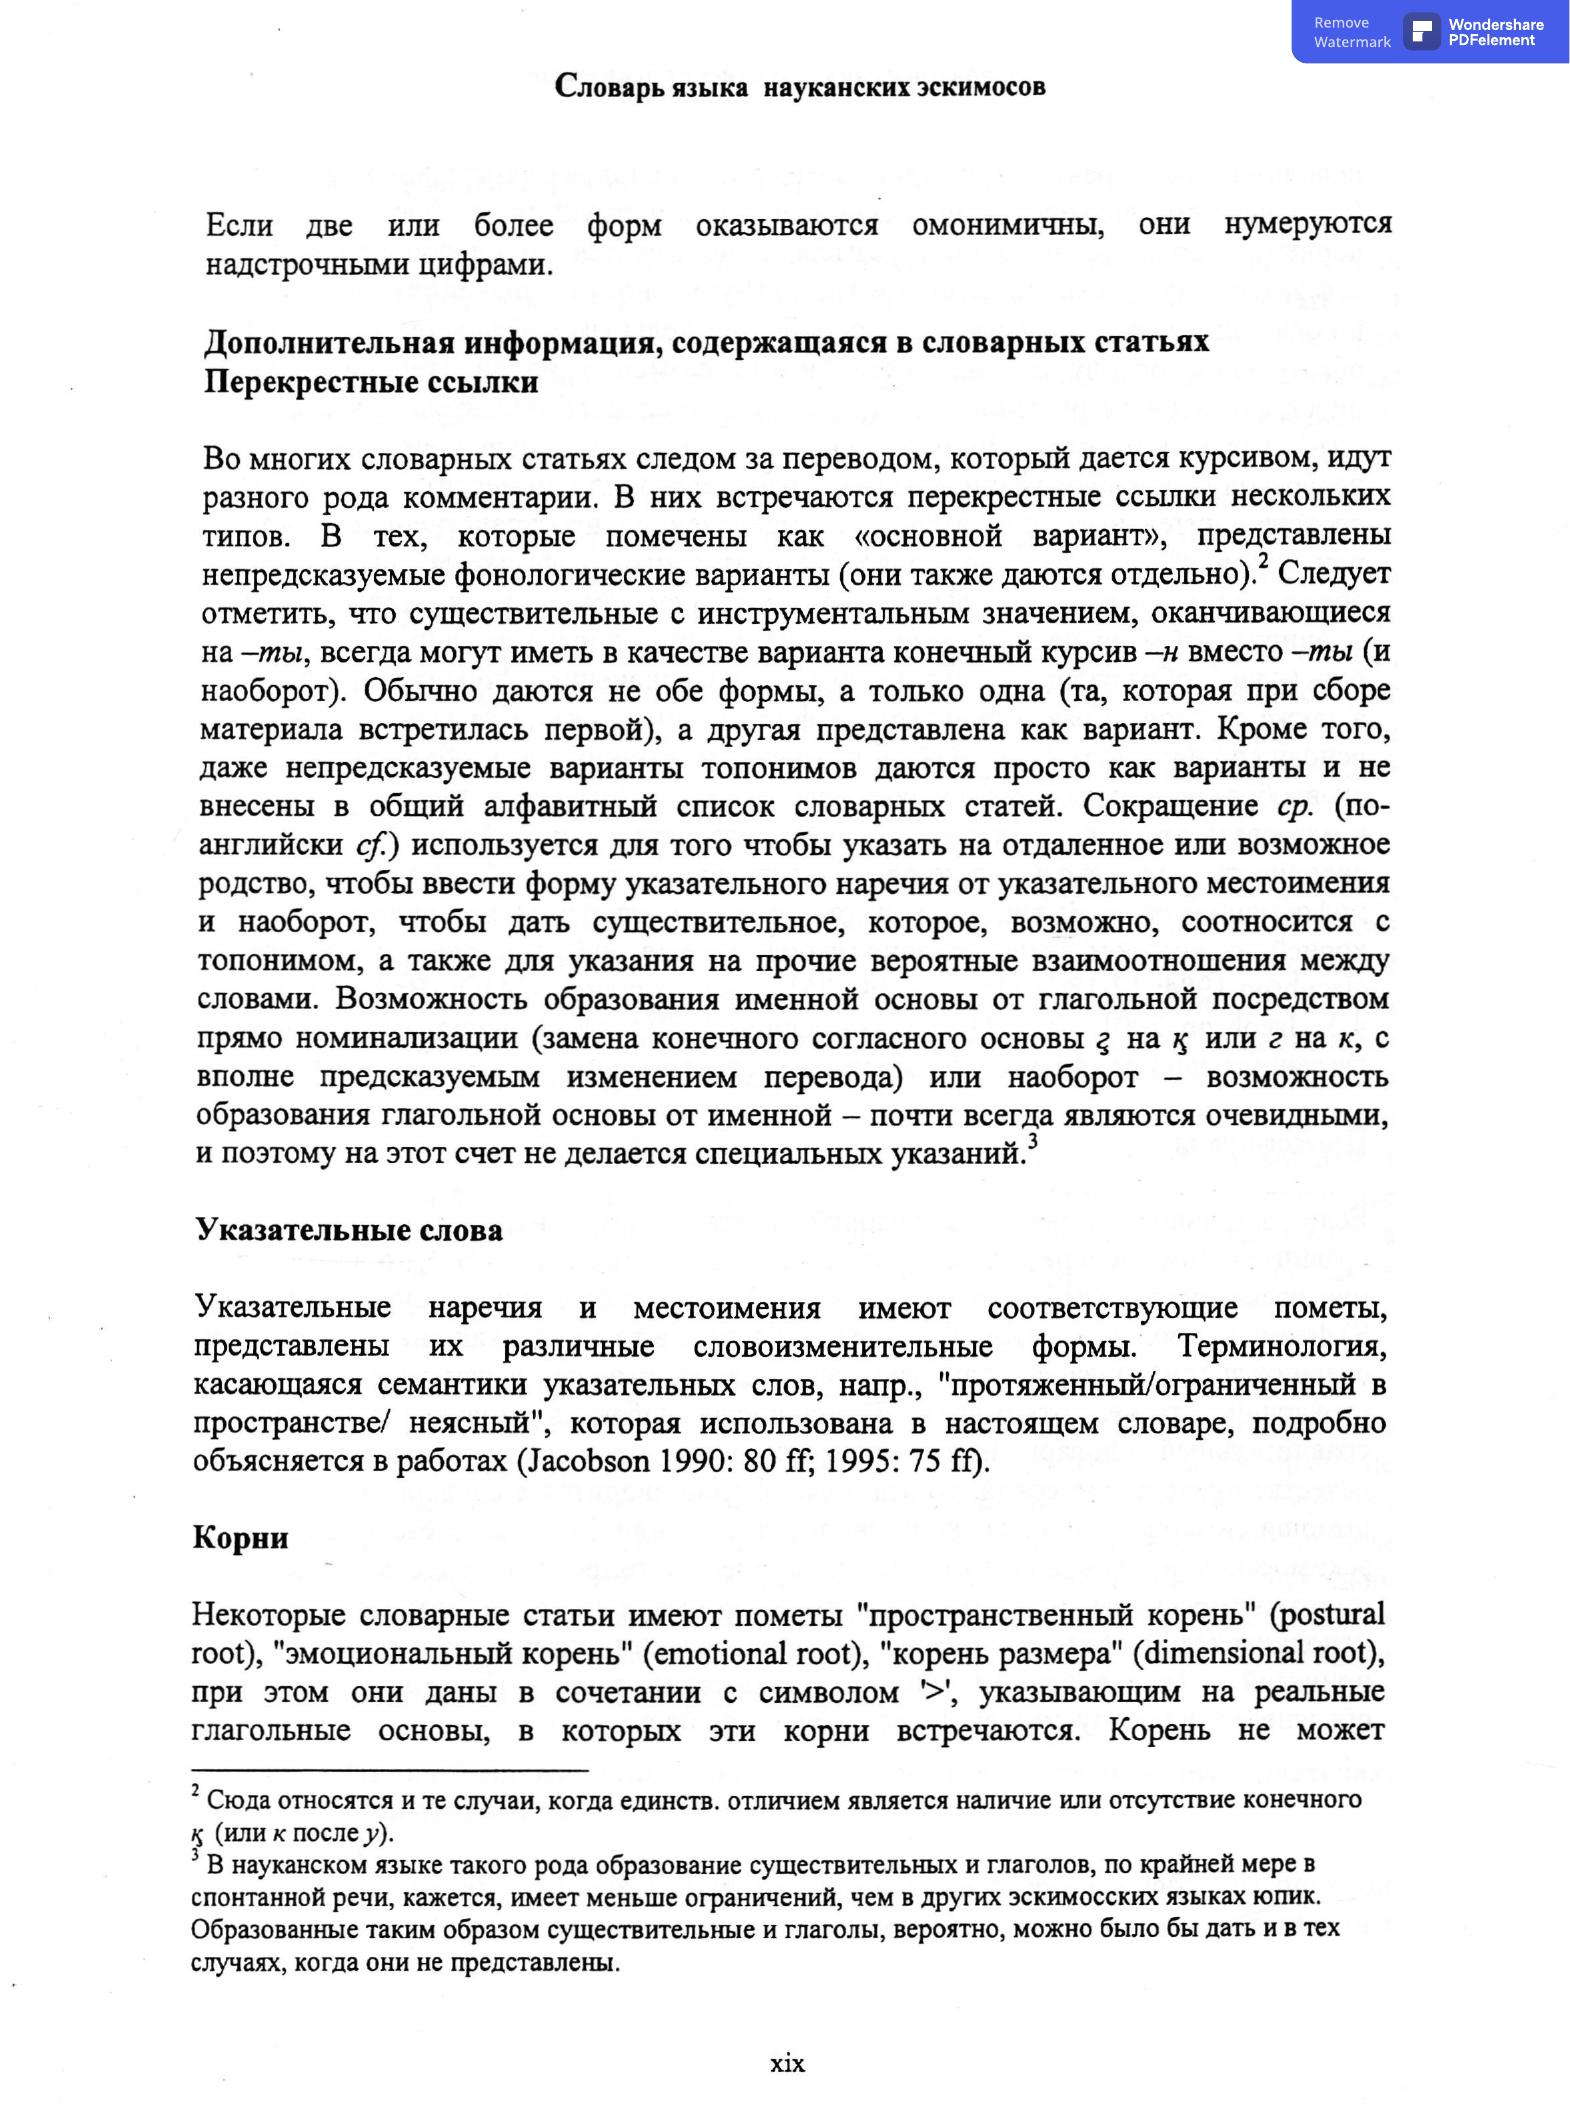 Remove
Watermark
Wondershare
PDFelement
Словарь языка науканских эскимосов
Если две или более форм оказываются омонимичны, они нумеруются
надстрочными цифрами.
Дополнительная информация, содержащаяся в словарных статьях
Перекрестные ссылки
Во многих словарных статьях следом за переводом, который дается курсивом, идут
разного рода комментарии. В них встречаются перекрестные ссылки нескольких
типов. В тех, которые помечены как «основной вариант», представлены
непредсказуемые фонологические варианты (они также даются отдельно).² Следует
отметить, что существительные с инструментальным значением, оканчивающиеся
на –ты, всегда могут иметь в качестве варианта конечный курсив –н вместо –ты (и
наоборот). Обычно даются не обе формы, а только одна (та, которая при сборе
материала встретилась первой), а другая представлена как вариант. Кроме того,
даже непредсказуемые варианты топонимов даются просто как варианты и не
внесены в общий алфавитный список словарных статей. Сокращение ср. (по-
английски cf.) используется для того чтобы указать на отдаленное или возможное
родство, чтобы ввести форму указательного наречия от указательного местоимения
и наоборот, чтобы дать существительное, которое, возможно, соотносится с
топонимом, а также для указания на прочие вероятные взаимоотношения между
словами. Возможность образования именной основы от глагольной посредством
прямо номинализации (замена конечного согласного основы ӷ на қ или г на к, с
вполне предсказуемым изменением перевода) или наоборот – возможность
образования глагольной основы от именной – почти всегда являются очевидными,
и поэтому на этот счет не делается специальных указаний.³
Указательные слова
Указательные наречия и местоимения имеют соответствующие пометы,
представлены их различные словоизменительные формы. Терминология,
касающаяся семантики указательных слов, напр., "протяженный/ограниченный в
пространстве/ неясный", которая использована в настоящем словаре, подробно
объясняется в работах (Jacobson 1990: 80 ff; 1995: 75 ff).
Корни
Некоторые словарные статьи имеют пометы "пространственный корень" (postural
root), "эмоциональный корень" (emotional root), "корень размера" (dimensional root),
при этом они даны в сочетании с символом '>', указывающим на реальные
глагольные основы, в которых эти корни встречаются. Корень не может
² Сюда относятся и те случаи, когда единств. отличием является наличие или отсутствие конечного
қ (или к после у).
³ В науканском языке такого рода образование существительных и глаголов, по крайней мере в
спонтанной речи, кажется, имеет меньше ограничений, чем в других эскимосских языках юпик.
Образованные таким образом существительные и глаголы, вероятно, можно было бы дать и в тех
случаях, когда они не представлены.
xix